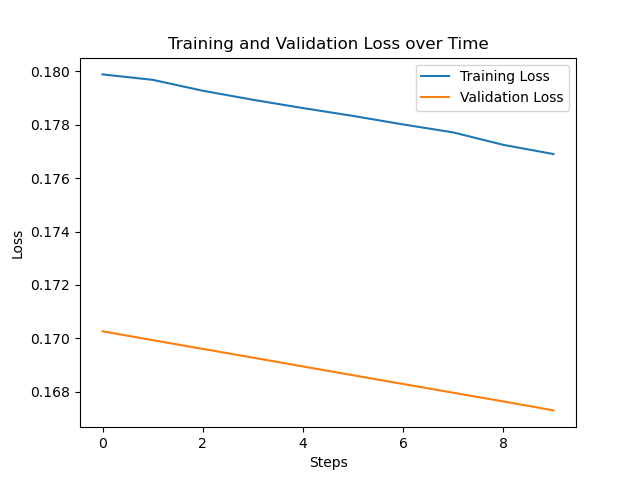 Training and Validation Loss over Time
Training Loss
Validation Loss
0.180
0.178
0.176
0.174
0.172
0.170
0.168
Loss
0 2 4 6 8
Steps